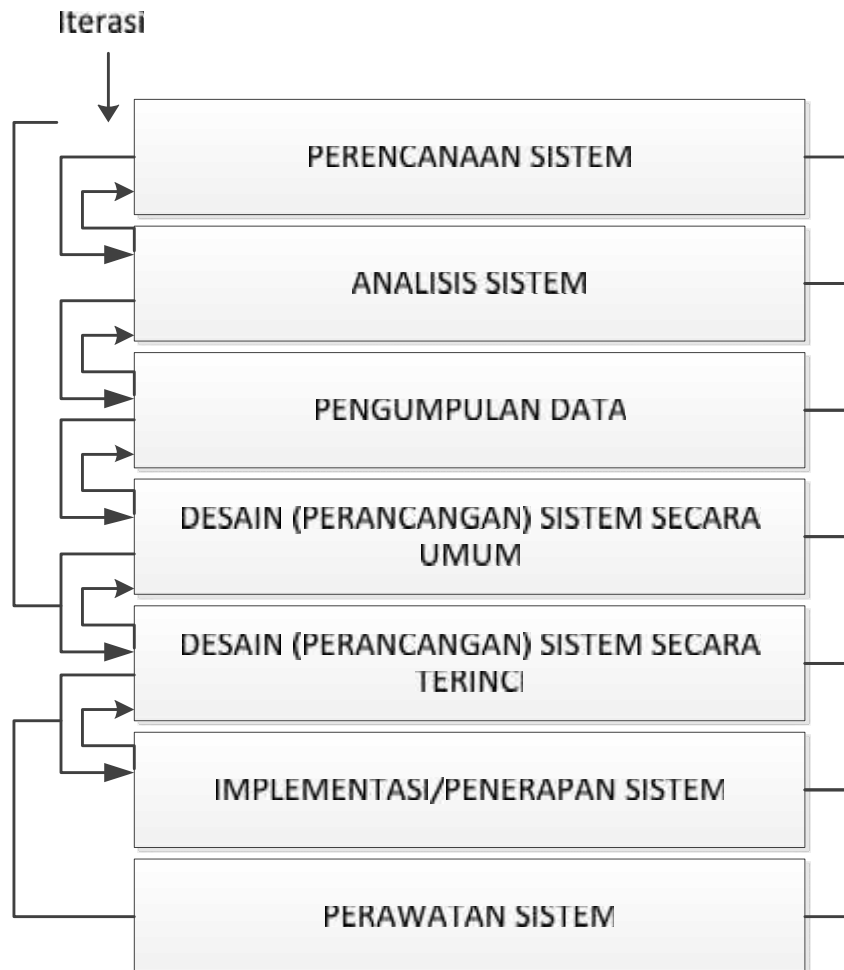 Iterasi
PERENCANAAN SISTEM
ANALISIS SISTEM
PENGUMPULAN DATA
DESAIN (PERANCANGAN) SISTEM SECARA
UMUM
DESAIN (PERANCANGAN) SISTEM SECARA
TERINCI
IMPLEMENTASI/PENERAPAN SISTEM
PERAWATAN SISTEM